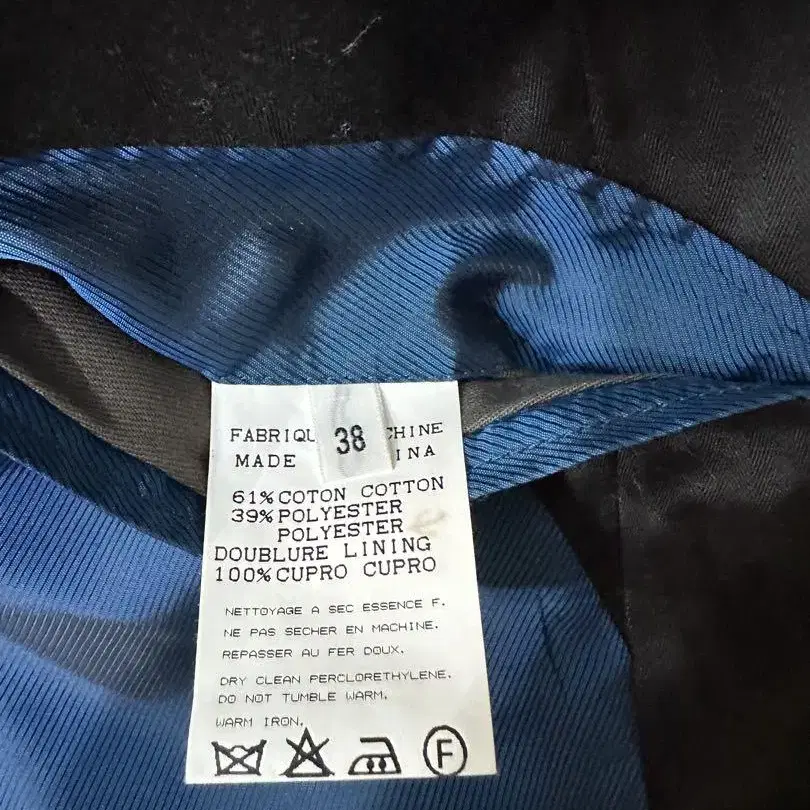 FABRIQU CHINE
38
MADE INA
61% COTON COTTON
39% POLYESTER
POLYESTER
DOUBLURE LINING
100% CUPRO CUPRO
NETTOYAGE A SEC ESSENCE F.
NE PAS SECHER EN MACHINE.
REPASSER AU FER DOUX.
DRY CLEAN PERCLORETHYLENE.
DO NOT TUMBLE WARM.
WARM IRON.
F